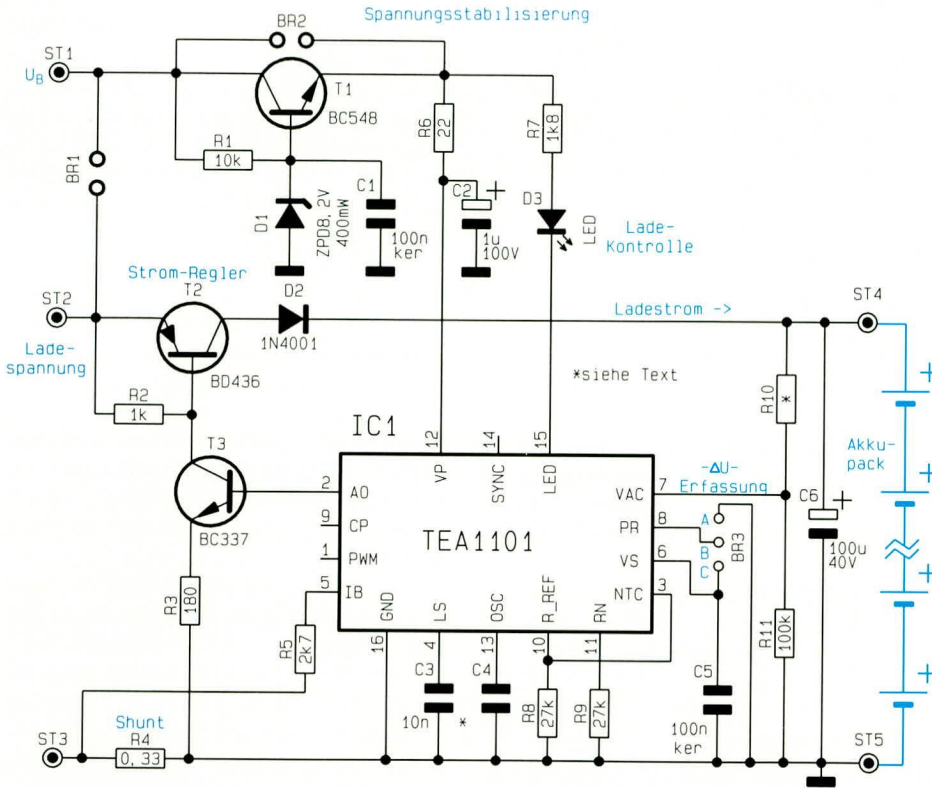 Spannungsstabilisierung
BR2
ST1
U_B
T1
BC548
R1
10k
BR1
D1
ZPD8,2V
400mW
C1
100n
ker
R6
22
C2
+
1u
100V
R7
1k8
D3
LED
Lade-
Kontrolle
Strom-Regler
T2
D2
1N4001
BD436
ST2
Lade-
spannung
Ladestrom ->
ST4
*siehe Text
R2
1k
T3
BC337
IC1
TEA1101
12
VP
14
SYNC
15
LED
2
AO
9
CP
1
PWM
5
IB
VAC
7
PR
8
VS
6
NTC
3
GND
16
LS
4
OSC
13
R_REF
10
RN
11
-ΔU-
Erfassung
A
B
C
BR3
R10
*
R11
100k
C6
+
100u
40V
Akku-
pack
+
+
+
+
R3
180
R5
2k7
C3
10n
C4
*
R8
27k
R9
27k
C5
100n
ker
ST3
Shunt
R4
0,33
ST5